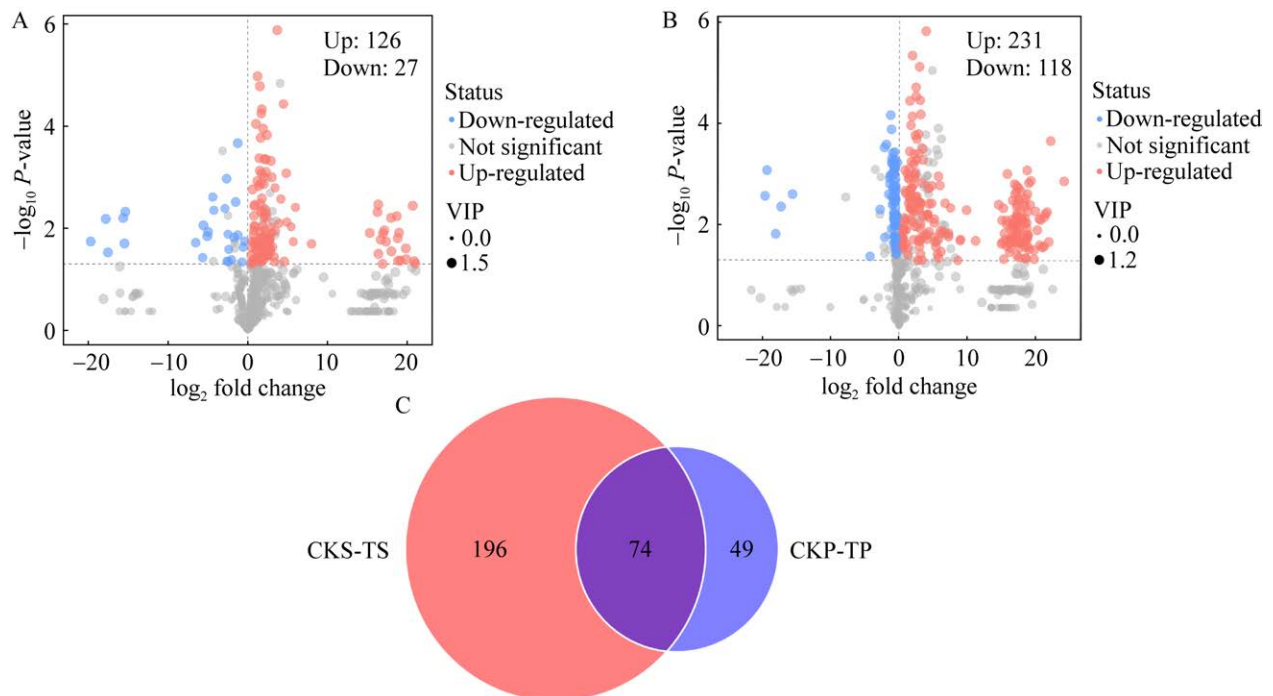 A
6
4
2
0
−log₁₀ P-value
−20
−10
0
10
20
log₂ fold change
Up: 126
Down: 27
Status
Down-regulated
Not significant
Up-regulated
VIP
0.0
1.5
B
6
4
2
0
−log₁₀ P-value
−20
−10
0
10
20
log₂ fold change
Up: 231
Down: 118
Status
Down-regulated
Not significant
Up-regulated
VIP
0.0
1.2
C
CKS-TS
196
74
49
CKP-TP